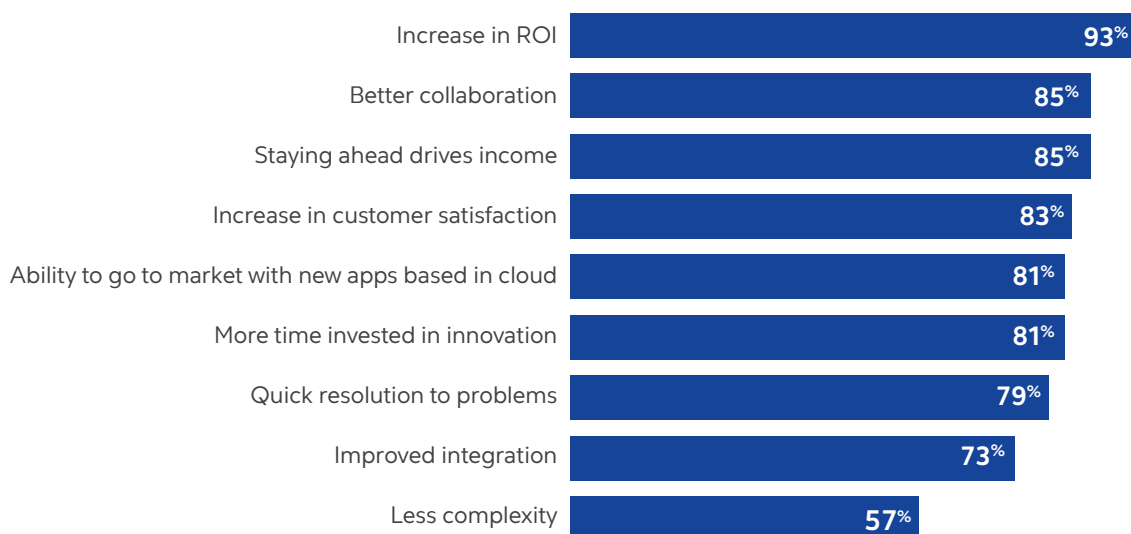 Increase in ROI 93%
Better collaboration 85%
Staying ahead drives income 85%
Increase in customer satisfaction 83%
Ability to go to market with new apps based in cloud 81%
More time invested in innovation 81%
Quick resolution to problems 79%
Improved integration 73%
Less complexity 57%